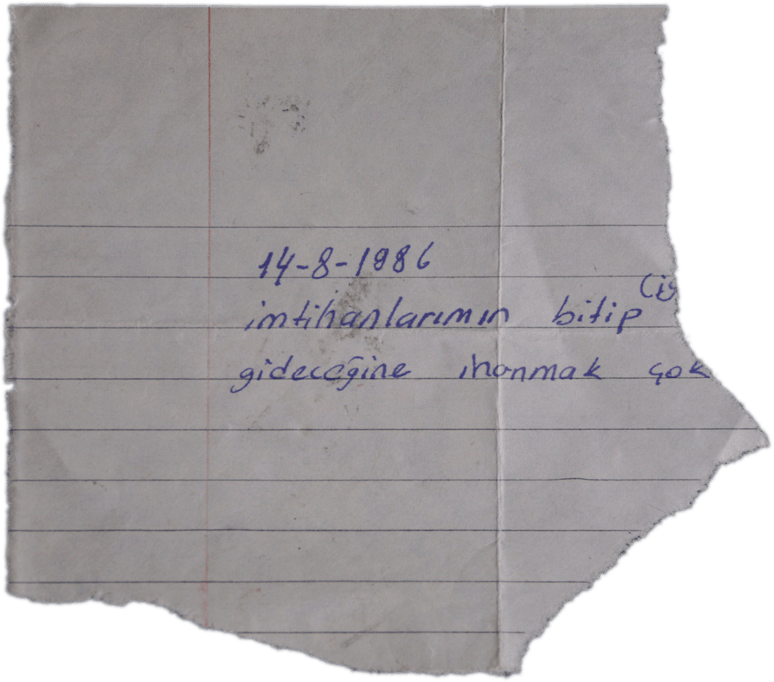 14-8-1986
imtihanlarımın bitip
gideceğine inanmak çok